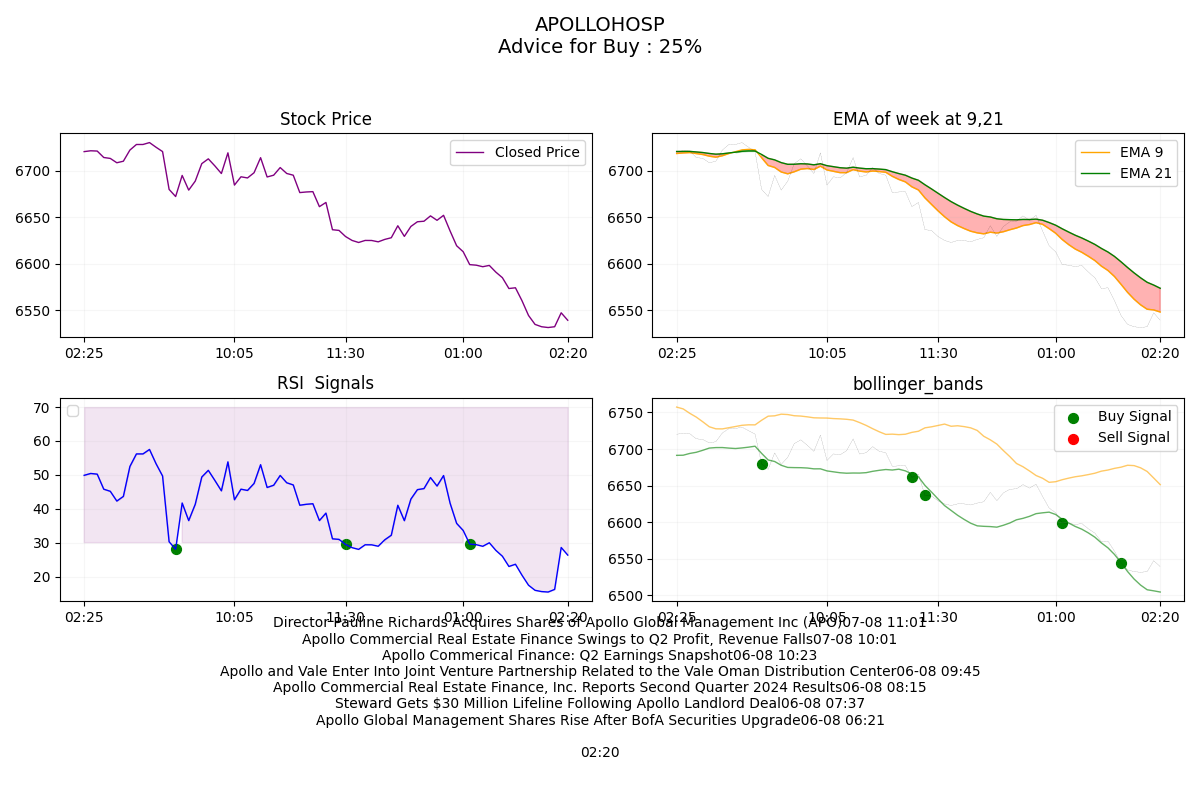 APOLLOHOSP
Advice for Buy : 25%
Stock Price
EMA of week at 9,21
Closed Price
EMA 9
EMA 21
6700
6650
6600
6550
02:25
10:05
11:30
01:00
02:20
6700
6650
6600
6550
02:25
10:05
11:30
01:00
02:20
RSI  Signals
bollinger_bands
70
60
50
40
30
20
02:25
10:05
11:30
01:00
02:20
Buy Signal
Sell Signal
6750
6700
6650
6600
6550
6500
02:25
10:05
11:30
01:00
02:20
Director Pauline Richards Acquires Shares of Apollo Global Management Inc (APO)07-08 11:01
Apollo Commercial Real Estate Finance Swings to Q2 Profit, Revenue Falls07-08 10:01
Apollo Commerical Finance: Q2 Earnings Snapshot06-08 10:23
Apollo and Vale Enter Into Joint Venture Partnership Related to the Vale Oman Distribution Center06-08 09:45
Apollo Commercial Real Estate Finance, Inc. Reports Second Quarter 2024 Results06-08 08:15
Steward Gets $30 Million Lifeline Following Apollo Landlord Deal06-08 07:37
Apollo Global Management Shares Rise After BofA Securities Upgrade06-08 06:21
02:20